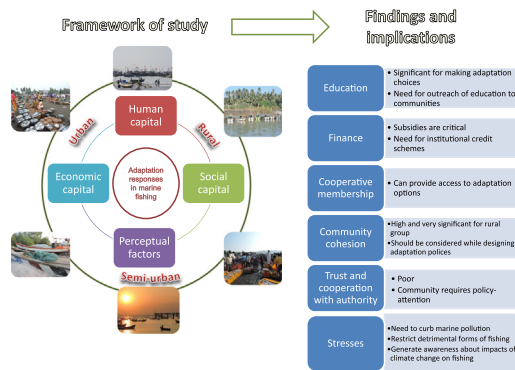 Framework of study
Findings and
implications
Urban
Rural
Semi-urban
Human
capital
Economic
capital
Social
capital
Perceptual
factors
Adaptation
responses
in marine
fishing
Education
• Significant for making adaptation
choices
• Need for outreach of education to
communities
Finance
• Subsidies are critical
• Need for institutional credit
schemes
Cooperative
membership
• Can provide access to adaptation
options
Community
cohesion
•High and very significant for rural
group
•Should be considered while designing
adaptation polices
Trust and
cooperation
with authority
• Poor
• Community requires policy-
attention
Stresses
•Need to curb marine pollution
•Restrict detrimental forms of fishing
•Generate awareness about impacts of
climate change on fishing